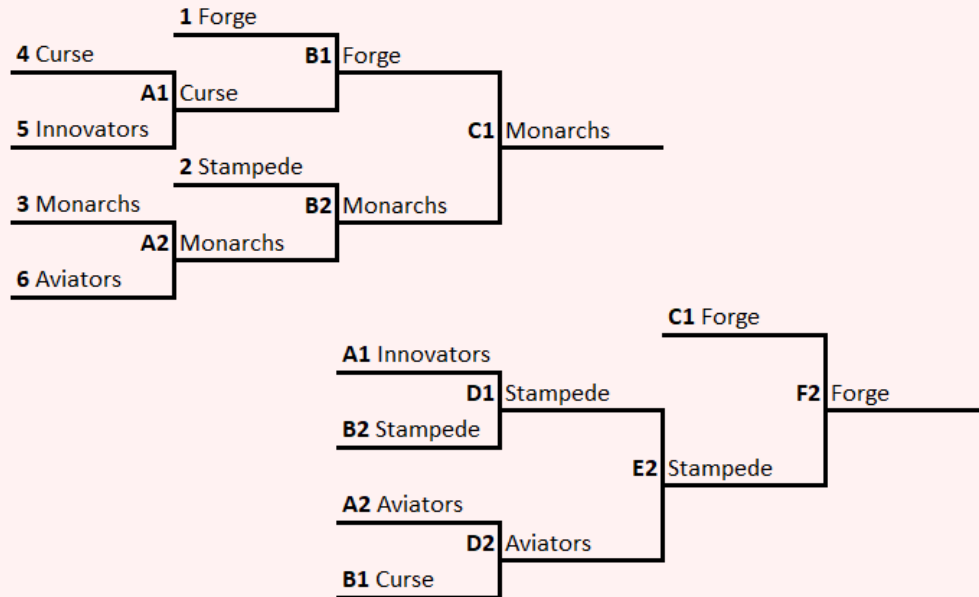 1 Forge
4 Curse
B1 Forge
A1 Curse
5 Innovators
C1 Monarchs
2 Stampede
3 Monarchs
B2 Monarchs
A2 Monarchs
6 Aviators
C1 Forge
A1 Innovators
D1 Stampede
F2 Forge
B2 Stampede
E2 Stampede
A2 Aviators
D2 Aviators
B1 Curse